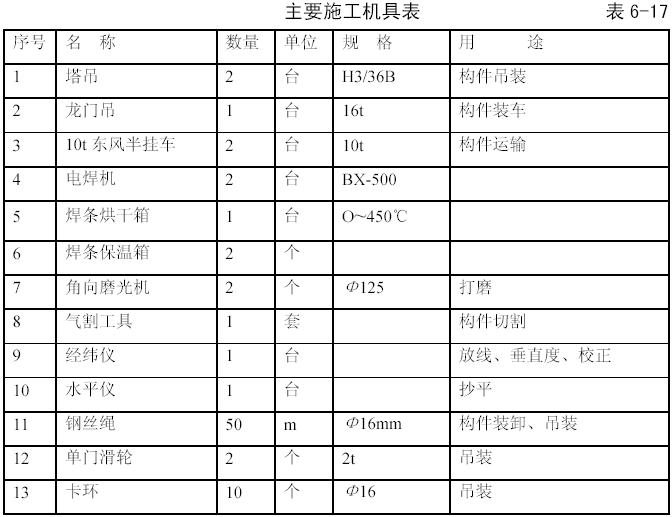 主要施工机具表 表6-17
序号 名 称 数量 单位 规 格 用 途
1 塔吊 2 台 H3/36B 构件吊装
2 龙门吊 1 台 16t 构件装车
3 10t东风半挂车 2 台 10t 构件运输
4 电焊机 2 台 BX-500
5 焊条烘干箱 1 台 O~450℃
6 焊条保温箱 2 个
7 角向磨光机 2 个 Φ125 打磨
8 气割工具 1 套 构件切割
9 经纬仪 1 台 放线、垂直度、校正
10 水平仪 1 台 抄平
11 钢丝绳 50 m Φ16mm 构件装卸、吊装
12 单门滑轮 2 个 2t 吊装
13 卡环 10 个 Φ16 吊装